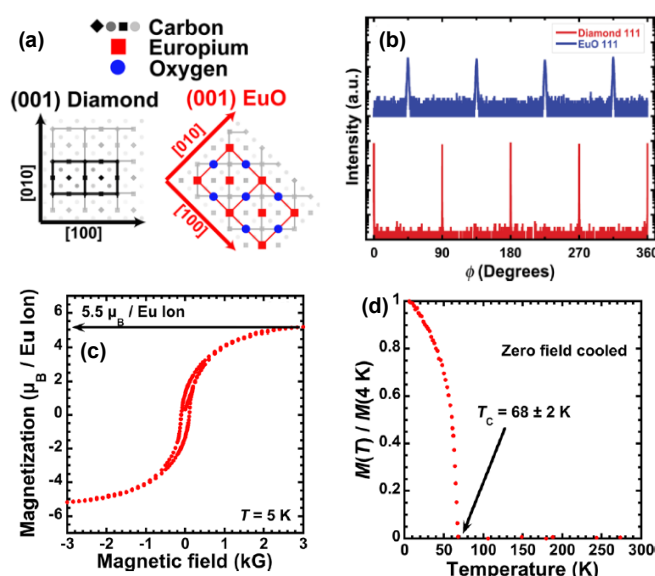 (a)
Carbon
Europium
Oxygen
(001) Diamond
(001) EuO
[010]
[100]
[010]
[100]
(b)
Diamond 111
EuO 111
Intensity (a.u.)
0 90 180 270 360
ϕ (Degrees)
(c)
5.5 μB / Eu Ion
Magnetization (μB / Eu Ion)
6
4
2
0
-2
-4
-6
T = 5 K
-3 -2 -1 0 1 2 3
Magnetic field (kG)
(d)
Zero field cooled
TC = 68 ± 2 K
M(T) / M(4 K)
1
0.8
0.6
0.4
0.2
0
0 50 100 150 200 250 300
Temperature (K)